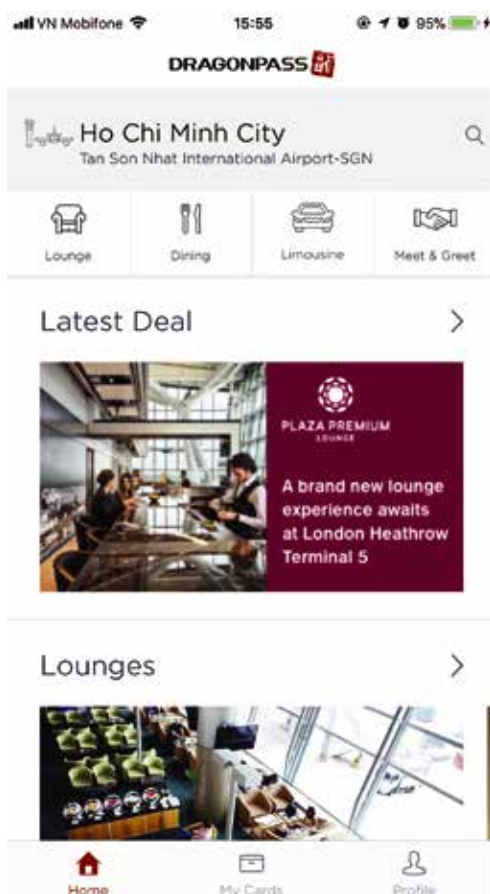 VN Mobifone 15:55 95%
DRAGONPASS
Ho Chi Minh City
Tan Son Nhat International Airport-SGN
Lounge Dining Limousine Meet & Greet
Latest Deal
PLAZA PREMIUM
LOUNGE
A brand new lounge
experience awaits
at London Heathrow
Terminal 5
Lounges
Home My Cards Profile